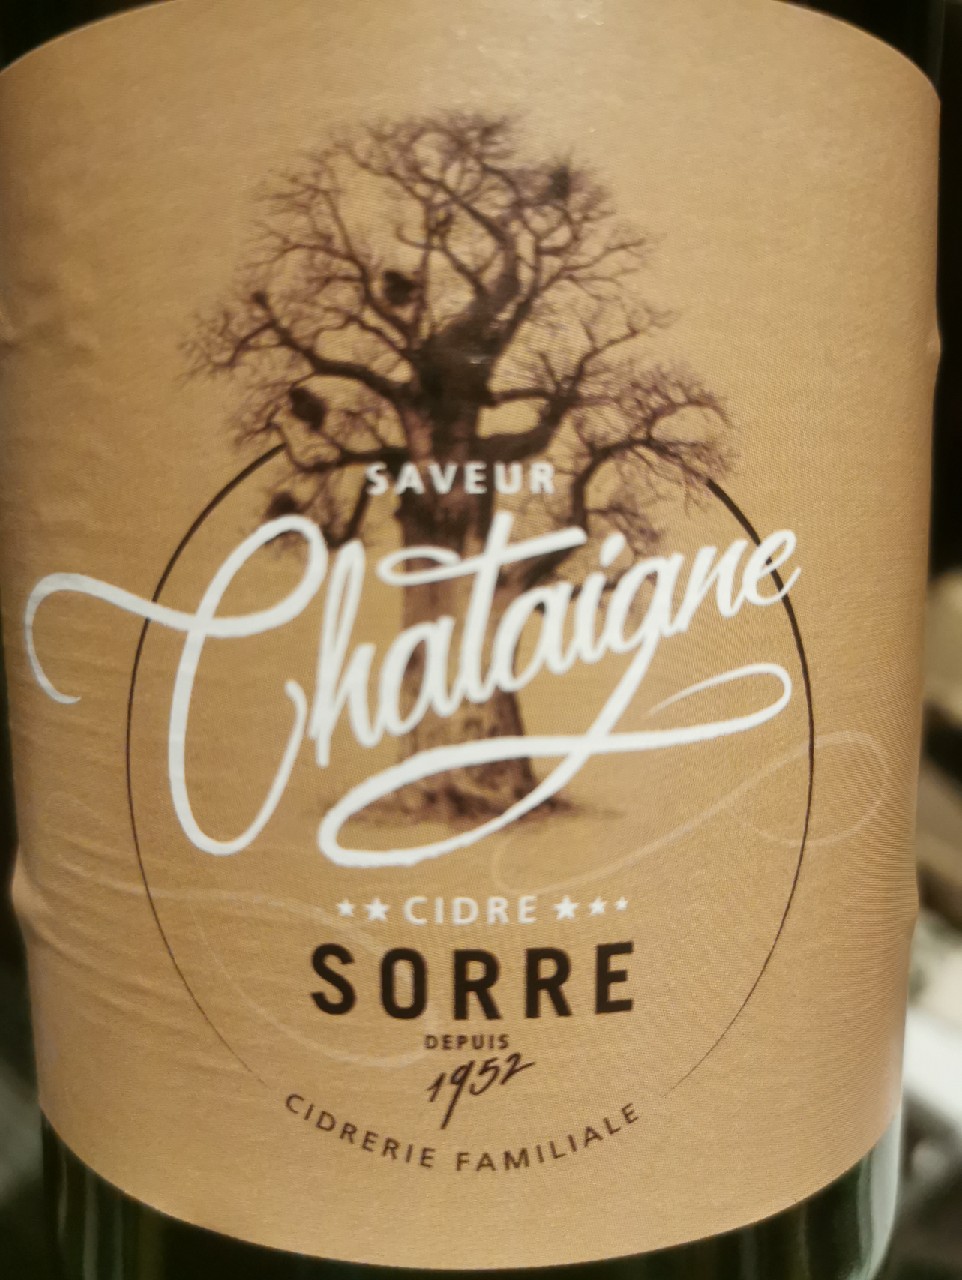 SAVEUR
Chataigne
★★ CIDRE ★★★
SORRE
DEPUIS
1952
CIDRERIE FAMILIALE